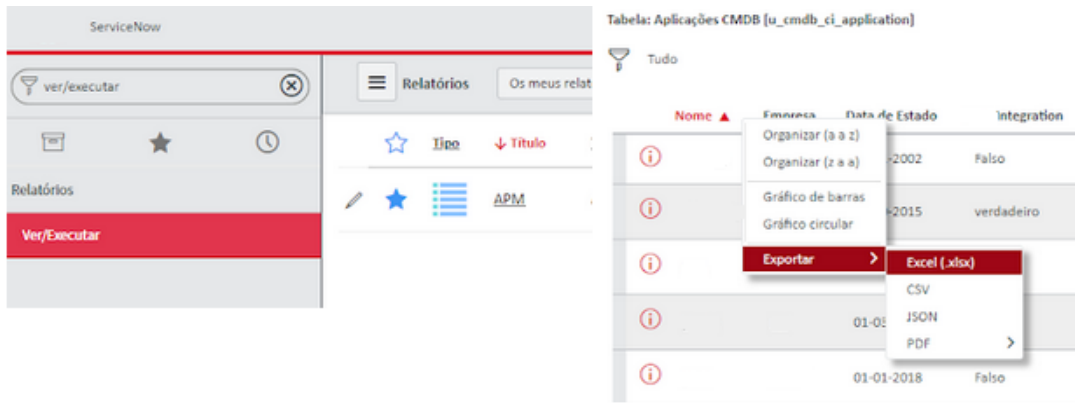 ServiceNow
ver/executar
Relatórios
Ver/Executar
Relatórios
Os meus relat
Tipo
Título
APM
Tabela: Aplicações CMDB [u_cmdb_ci_application]
Tudo
Nome ▲ Empresa Data de Estado Integration
Organizar (a a z)
Organizar (z a a)
Gráfico de barras
Gráfico circular
Exportar
Excel (.xlsx)
CSV
JSON
PDF
-2002 Falso
-2015 verdadeiro
01-0
01-01-2018 Falso